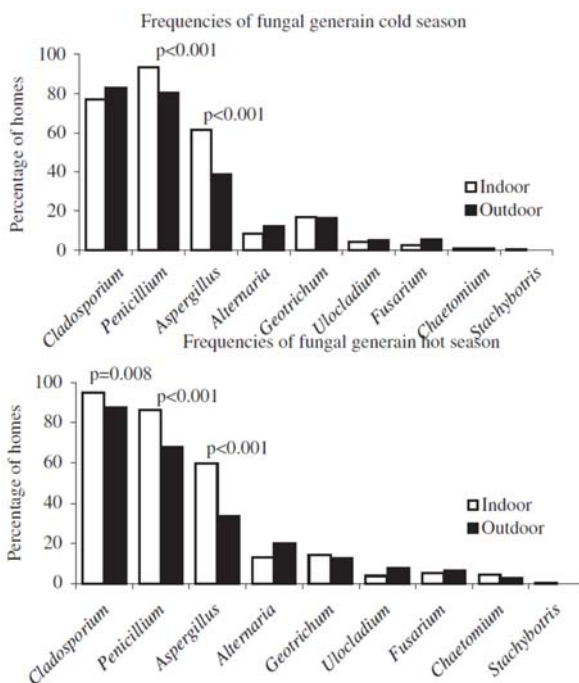 Frequencies of fungal generain cold season
Percentage of homes
100
80
60
40
20
0
p<0.001
p<0.001
Indoor
Outdoor
Cladosporium
Penicillium
Aspergillus
Alternaria
Geotrichum
Ulocladium
Fusarium
Chaetomium
Stachybotris
Frequencies of fungal generain hot season
Percentage of homes
100
80
60
40
20
0
p=0.008
p<0.001
p<0.001
Indoor
Outdoor
Cladosporium
Penicillium
Aspergillus
Alternaria
Geotrichum
Ulocladium
Fusarium
Chaetomium
Stachybotris